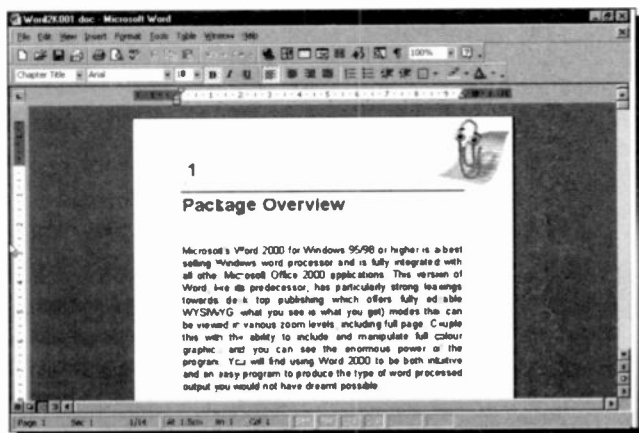 Word2K001.doc - Microsoft Word
File Edit View Insert Format Tools Table Window Help
100%
Chapter Title Arial 18 B I U
1
Package Overview
Microsoft's Word 2000 for Windows 95/98 or higher is a best
selling Windows word processor and is fully integrated with
all other Microsoft Office 2000 applications. This version of
Word, like its predecessor, has particularly strong leanings
towards desk top publishing which offers fully editable
WYSIWYG (what you see is what you get) modes that can
be viewed in various zoom levels, including full page. Couple
this with the ability to include and manipulate full colour
graphics and you can see the enormous power of the
program. You will find using Word 2000 to be both intuitive
and an easy program to produce the type of word processed
output you would not have dreamt possible.
Page 1 Sec 1 1/14 At 1.5cm Ln 1 Col 1